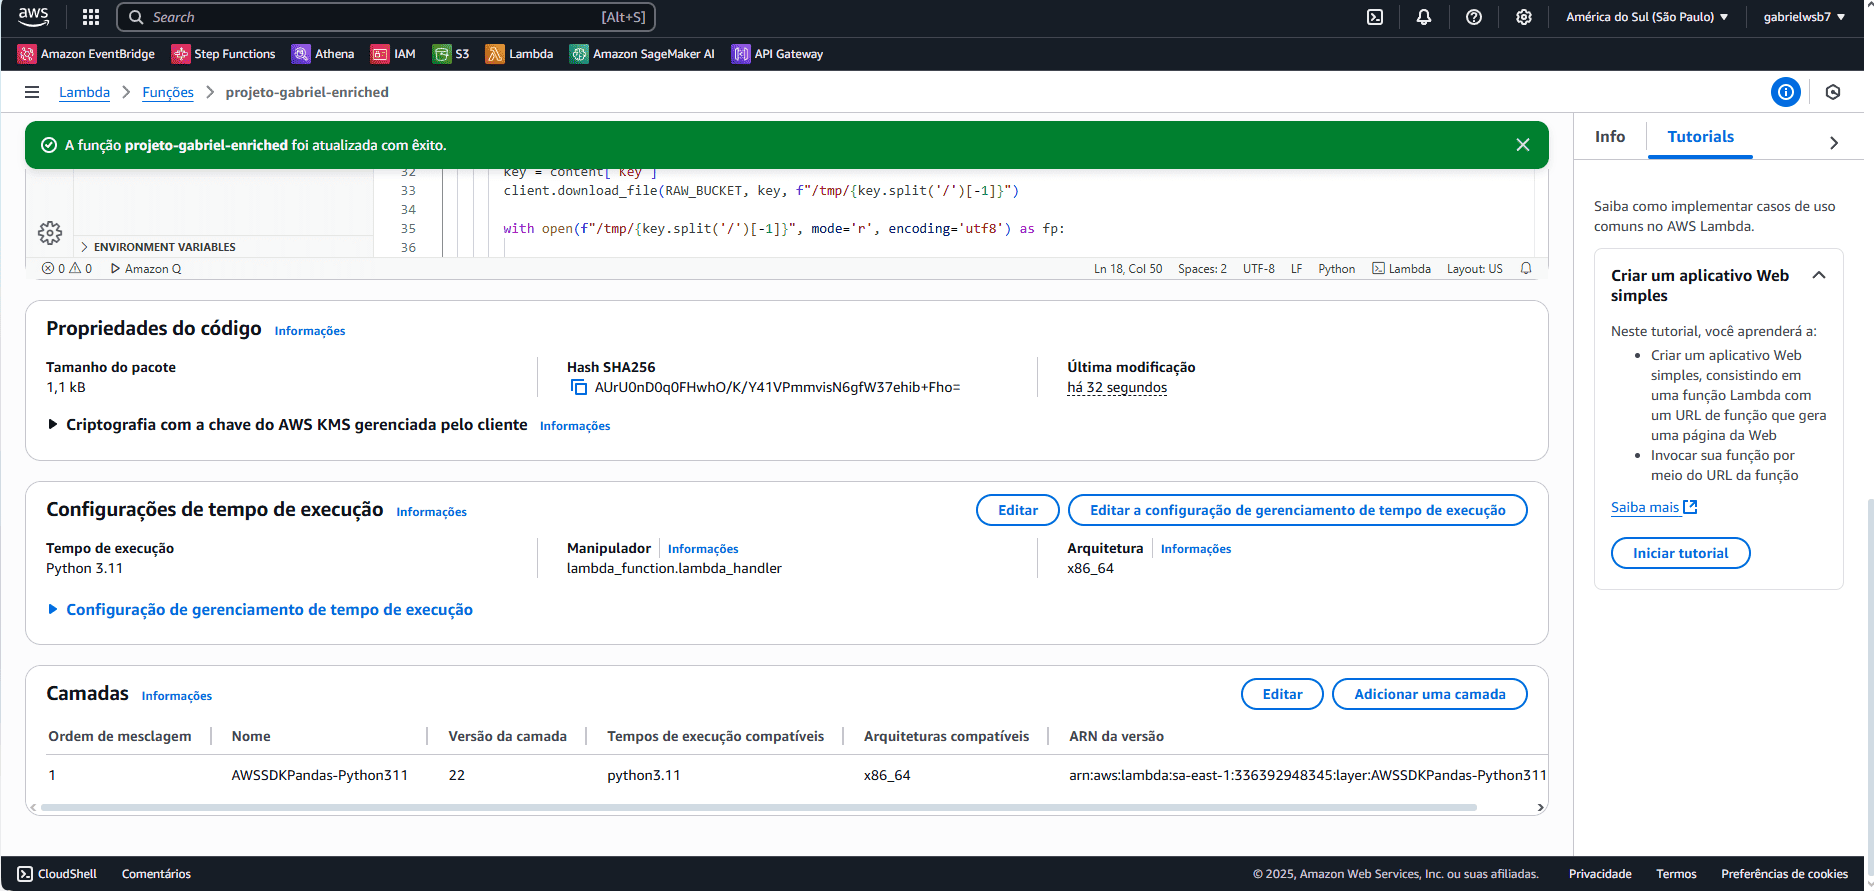 aws
Search
[Alt+S]
América do Sul (São Paulo)
gabrielwsb7
Amazon EventBridge
Step Functions
Athena
IAM
S3
Lambda
Amazon SageMaker AI
API Gateway
Lambda
Funções
projeto-gabriel-enriched
A função projeto-gabriel-enriched foi atualizada com êxito.
32
key = content['Key']
33
client.download_file(RAW_BUCKET, key, f"/tmp/{key.split('/')[-1]}")
34
35
with open(f"/tmp/{key.split('/')[-1]}", mode='r', encoding='utf8') as fp:
36
ENVIRONMENT VARIABLES
0
0
Amazon Q
Ln 18, Col 50
Spaces: 2
UTF-8
LF
Python
Lambda
Layout: US
Propriedades do código
Informações
Tamanho do pacote
1,1 kB
Hash SHA256
AUrU0nD0q0FHwhO/K/Y41VPmmvisN6gfW37ehib+Fho=
Última modificação
há 32 segundos
Criptografia com a chave do AWS KMS gerenciada pelo cliente
Informações
Configurações de tempo de execução
Informações
Editar
Editar a configuração de gerenciamento de tempo de execução
Tempo de execução
Python 3.11
Manipulador
Informações
lambda_function.lambda_handler
Arquitetura
Informações
x86_64
Configuração de gerenciamento de tempo de execução
Camadas
Informações
Editar
Adicionar uma camada
Ordem de mesclagem
Nome
Versão da camada
Tempos de execução compatíveis
Arquiteturas compatíveis
ARN da versão
1
AWSSDKPandas-Python311
22
python3.11
x86_64
arn:aws:lambda:sa-east-1:336392948345:layer:AWSSDKPandas-Python311
Info
Tutorials
Saiba como implementar casos de uso
comuns no AWS Lambda.
Criar um aplicativo Web
simples
Neste tutorial, você aprenderá a:
• Criar um aplicativo Web
simples, consistindo em
uma função Lambda com
um URL de função que gera
uma página da Web
• Invocar sua função por
meio do URL da função
Saiba mais
Iniciar tutorial
CloudShell
Comentários
© 2025, Amazon Web Services, Inc. ou suas afiliadas.
Privacidade
Termos
Preferências de cookies